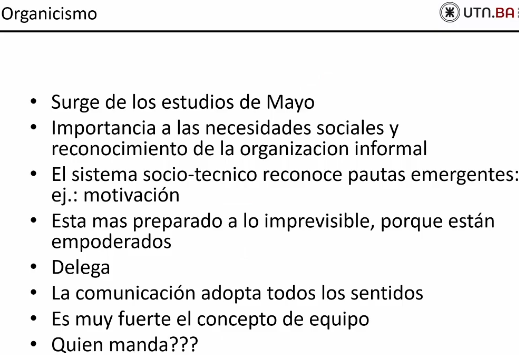 Organicismo
UTN.BA
• Surge de los estudios de Mayo
• Importancia a las necesidades sociales y
reconocimiento de la organizacion informal
• El sistema socio-tecnico reconoce pautas emergentes:
ej.: motivación
• Esta mas preparado a lo imprevisible, porque están
empoderados
• Delega
• La comunicación adopta todos los sentidos
• Es muy fuerte el concepto de equipo
• Quien manda???